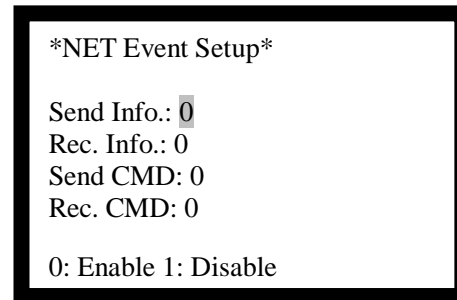 *NET Event Setup*
Send Info.: 0
Rec. Info.: 0
Send CMD: 0
Rec. CMD: 0
0: Enable 1: Disable